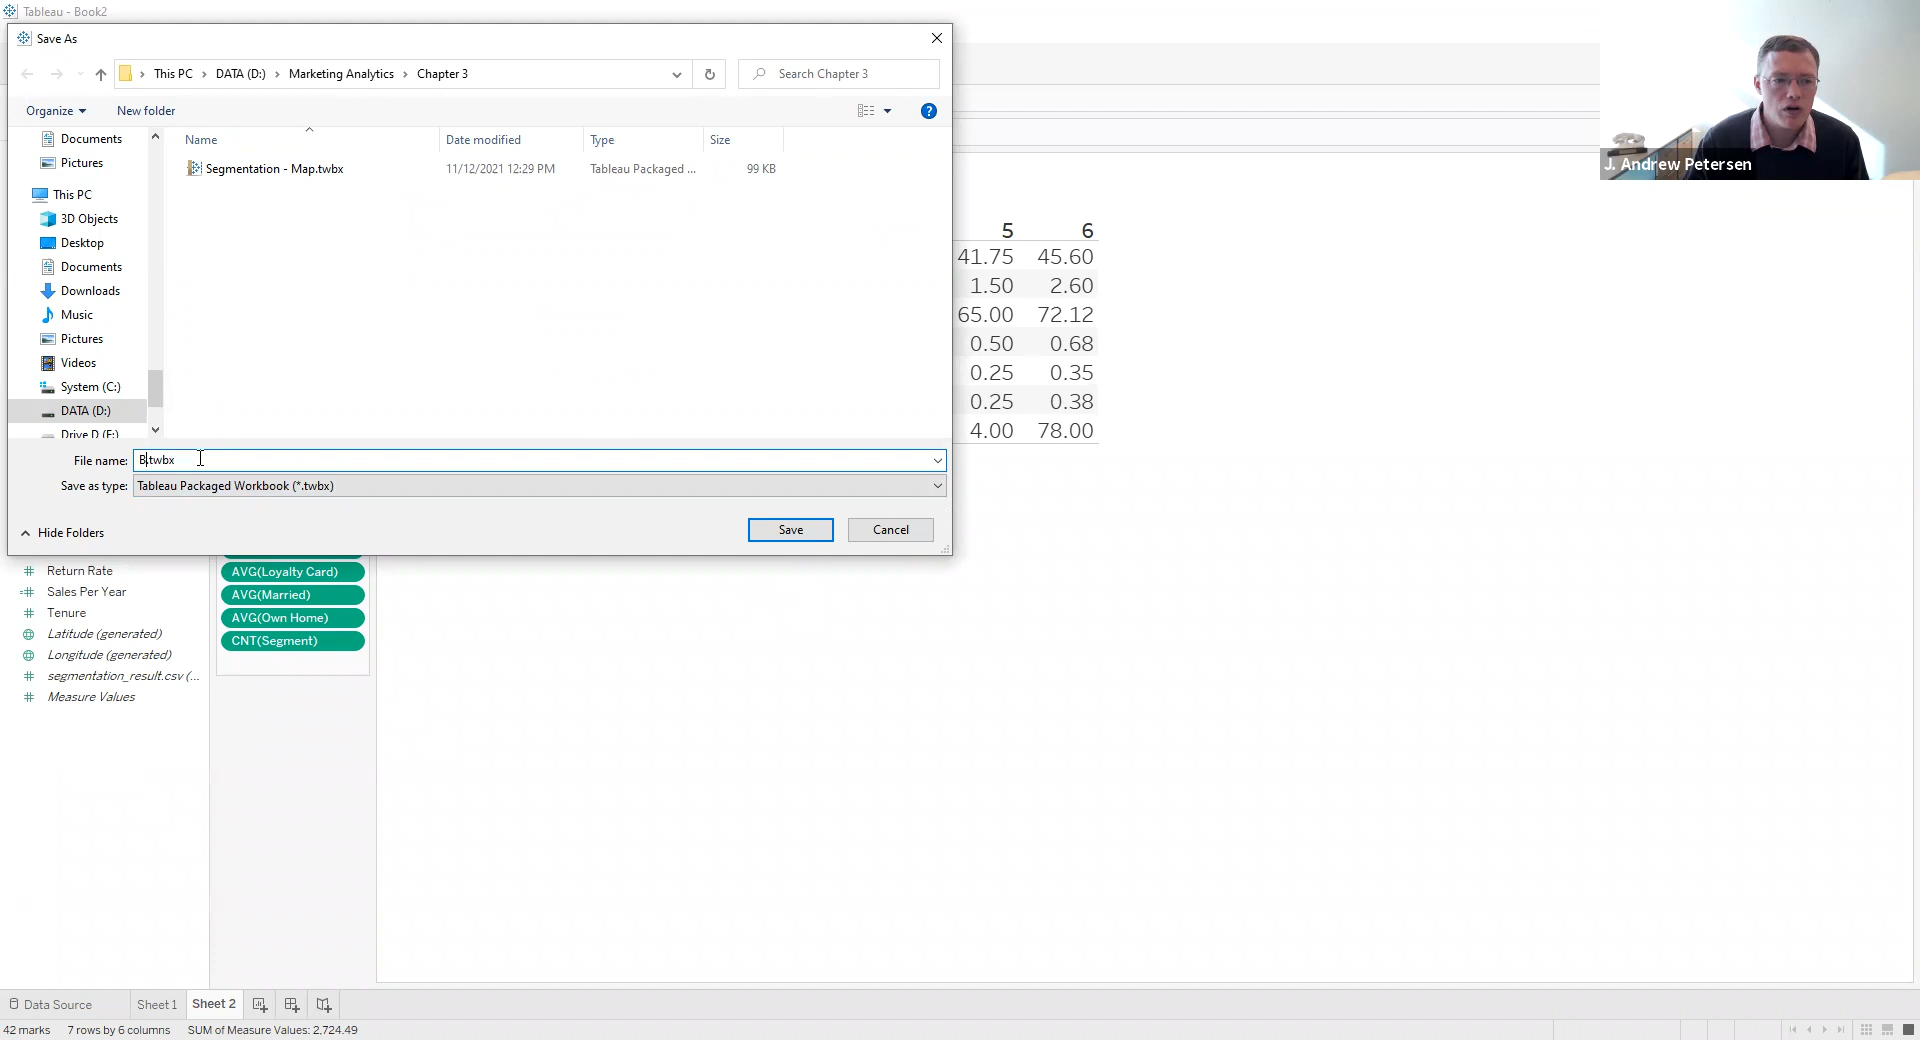 Tableau - Book2
Save As
This PC > DATA (D:) > Marketing Analytics > Chapter 3
Search Chapter 3
Organize
New folder
Name
Date modified
Type
Size
Segmentation - Map.twbx
11/12/2021 12:29 PM
Tableau Packaged ...
99 KB
Documents
Pictures
This PC
3D Objects
Desktop
Documents
Downloads
Music
Pictures
Videos
System (C:)
DATA (D:)
Drive D (F:)
File name:
B.twbx
Save as type:
Tableau Packaged Workbook (*.twbx)
Hide Folders
Save
Cancel
J. Andrew Petersen
5 6
41.75 45.60
1.50 2.60
65.00 72.12
0.50 0.68
0.25 0.35
0.25 0.38
4.00 78.00
Return Rate
Sales Per Year
Tenure
Latitude (generated)
Longitude (generated)
segmentation_result.csv (...
Measure Values
AVG(Loyalty Card)
AVG(Married)
AVG(Own Home)
CNT(Segment)
Data Source
Sheet 1
Sheet 2
42 marks
7 rows by 6 columns
SUM of Measure Values: 2,724.49